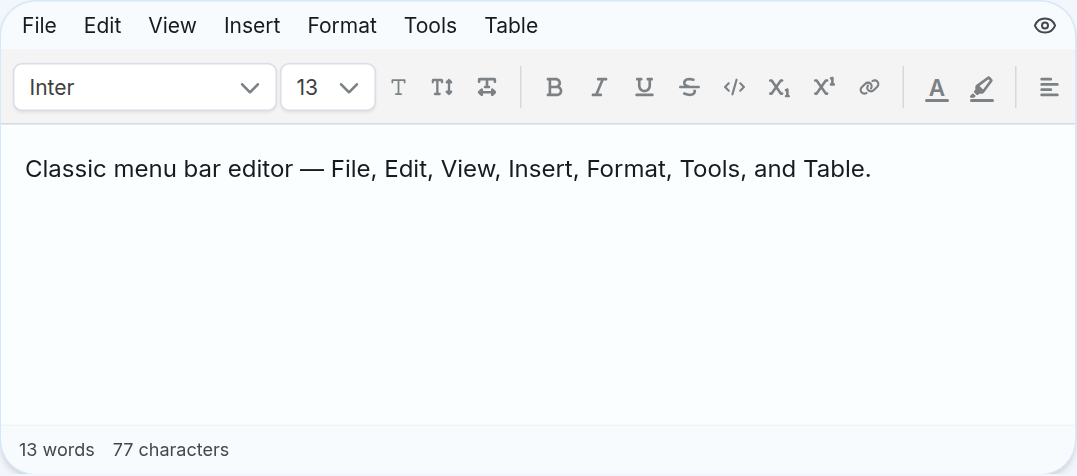 File Edit View Insert Format Tools Table
Inter 13
Classic menu bar editor — File, Edit, View, Insert, Format, Tools, and Table.
13 words 77 characters